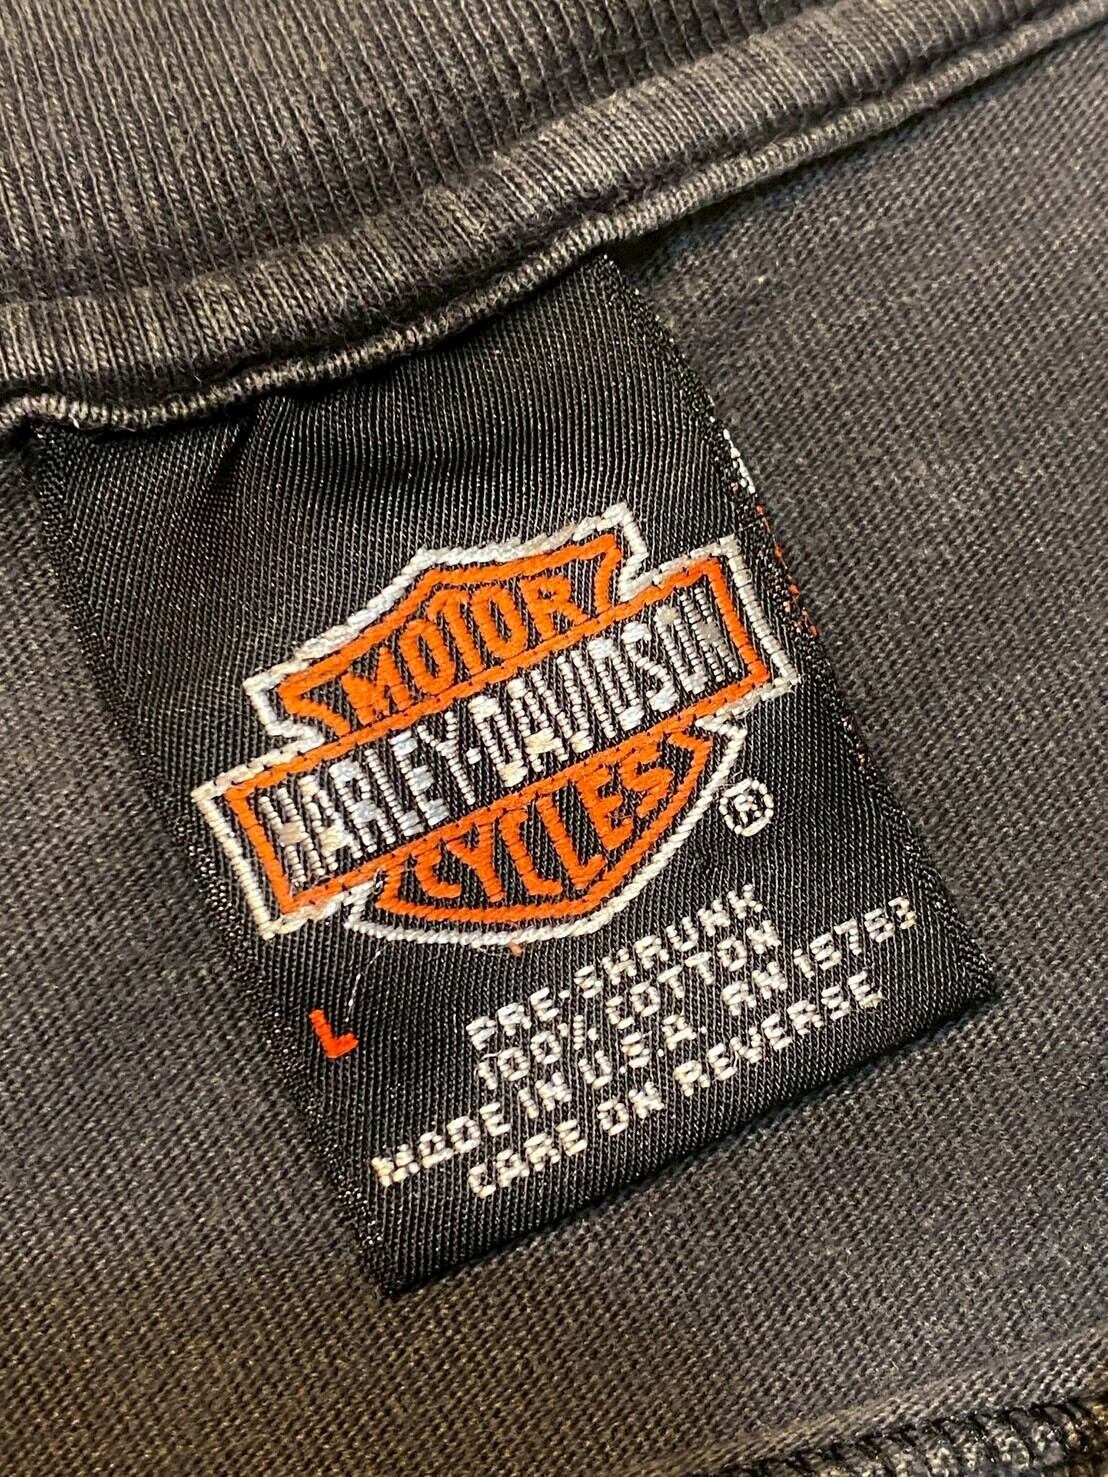 MOTOR
HARLEY-DAVIDSON
CYCLES
®
L
PRE-SHRUNK
100% COTTON
MADE IN U.S.A. RN 15763
CARE ON REVERSE